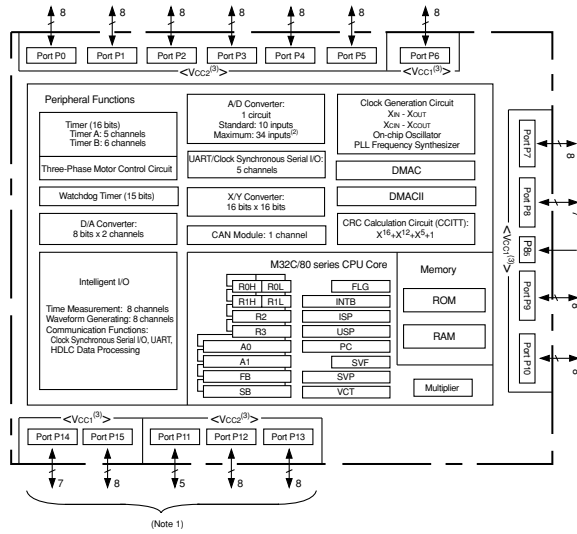 8 8 8 8 8 8 8
Port P0 Port P1 Port P2 Port P3 Port P4 Port P5 Port P6
<VCC2(3)> <VCC1(3)>
Peripheral Functions
Timer (16 bits)
Timer A: 5 channels
Timer B: 6 channels
Three-Phase Motor Control Circuit
Watchdog Timer (15 bits)
D/A Converter:
8 bits x 2 channels
Intelligent I/O
Time Measurement: 8 channels
Waveform Generating: 8 channels
Communication Functions:
Clock Synchronous Serial I/O, UART,
HDLC Data Processing
A/D Converter:
1 circuit
Standard: 10 inputs
Maximum: 34 inputs(2)
UART/Clock Synchronous Serial I/O:
5 channels
X/Y Converter:
16 bits x 16 bits
CAN Module: 1 channel
Clock Generation Circuit
XIN - XOUT
XCIN - XCOUT
On-chip Oscillator
PLL Frequency Synthesizer
DMAC
DMACII
CRC Calculation Circuit (CCITT):
X16+X12+X5+1
M32C/80 series CPU Core
R0H R0L
R1H R1L
R2
R3
A0
A1
FB
SB
FLG
INTB
ISP
USP
PC
SVF
SVP
VCT
Memory
ROM
RAM
Multiplier
<VCC1(3)>
Port P7
8
Port P8
7
P85
Port P9
8
Port P10
8
<VCC1(3)> <VCC2(3)>
Port P14 Port P15 Port P11 Port P12 Port P13
7 8 5 8 8
(Note 1)